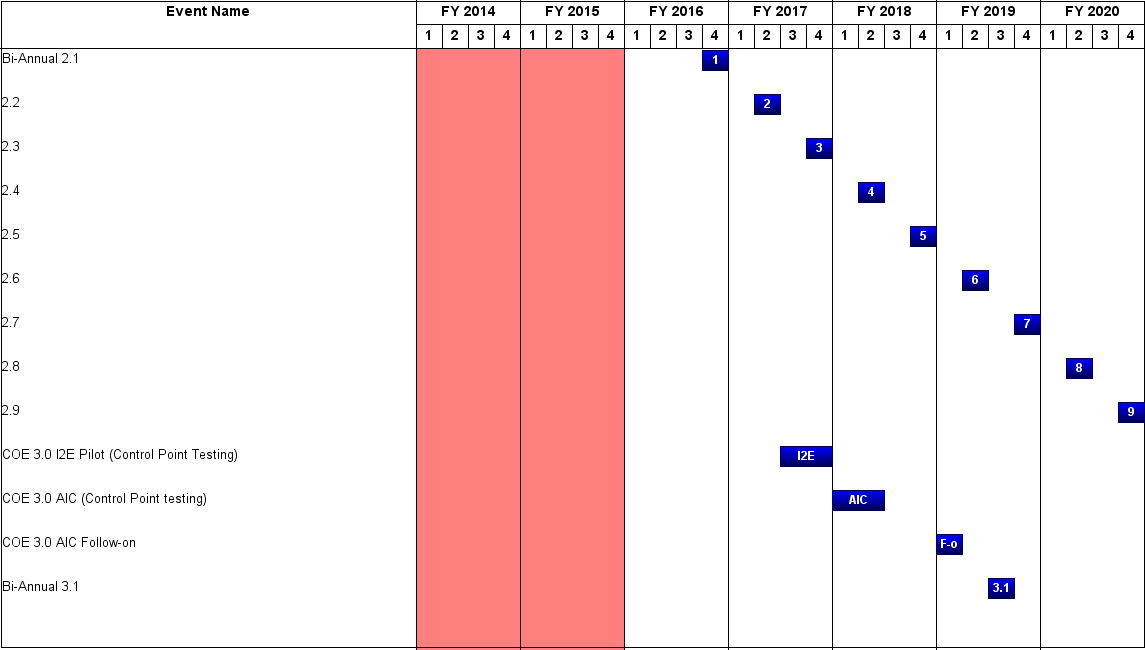 Event Name FY 2014 FY 2015 FY 2016 FY 2017 FY 2018 FY 2019 FY 2020
1 2 3 4 1 2 3 4 1 2 3 4 1 2 3 4 1 2 3 4 1 2 3 4 1 2 3 4
Bi-Annual 2.1 1
2.2 2
2.3 3
2.4 4
2.5 5
2.6 6
2.7 7
2.8 8
2.9 9
COE 3.0 I2E Pilot (Control Point Testing) I2E
COE 3.0 AIC (Control Point testing) AIC
COE 3.0 AIC Follow-on F-o
Bi-Annual 3.1 3.1